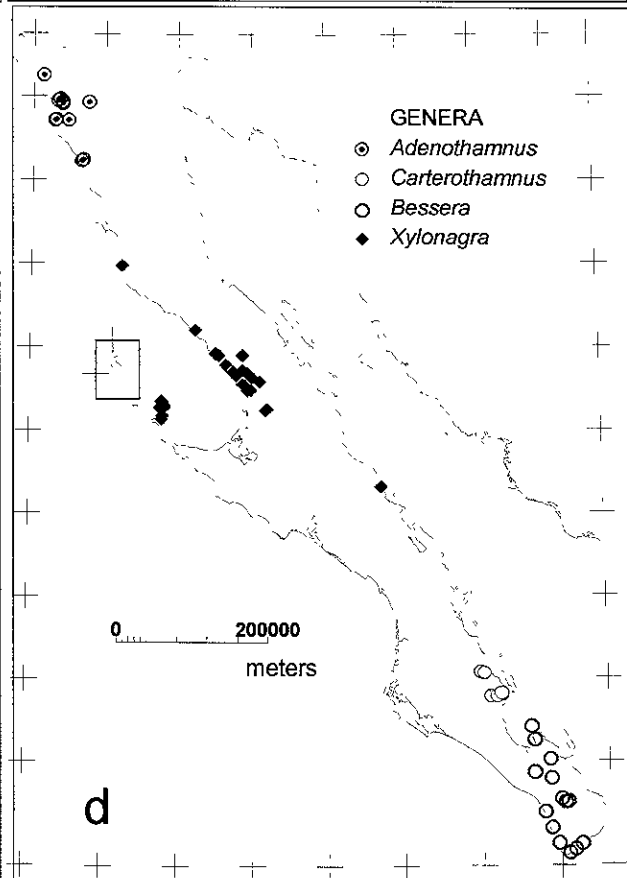 GENERA
Adenothamnus
Carterothamnus
Bessera
Xylonagra
0 200000
meters
d